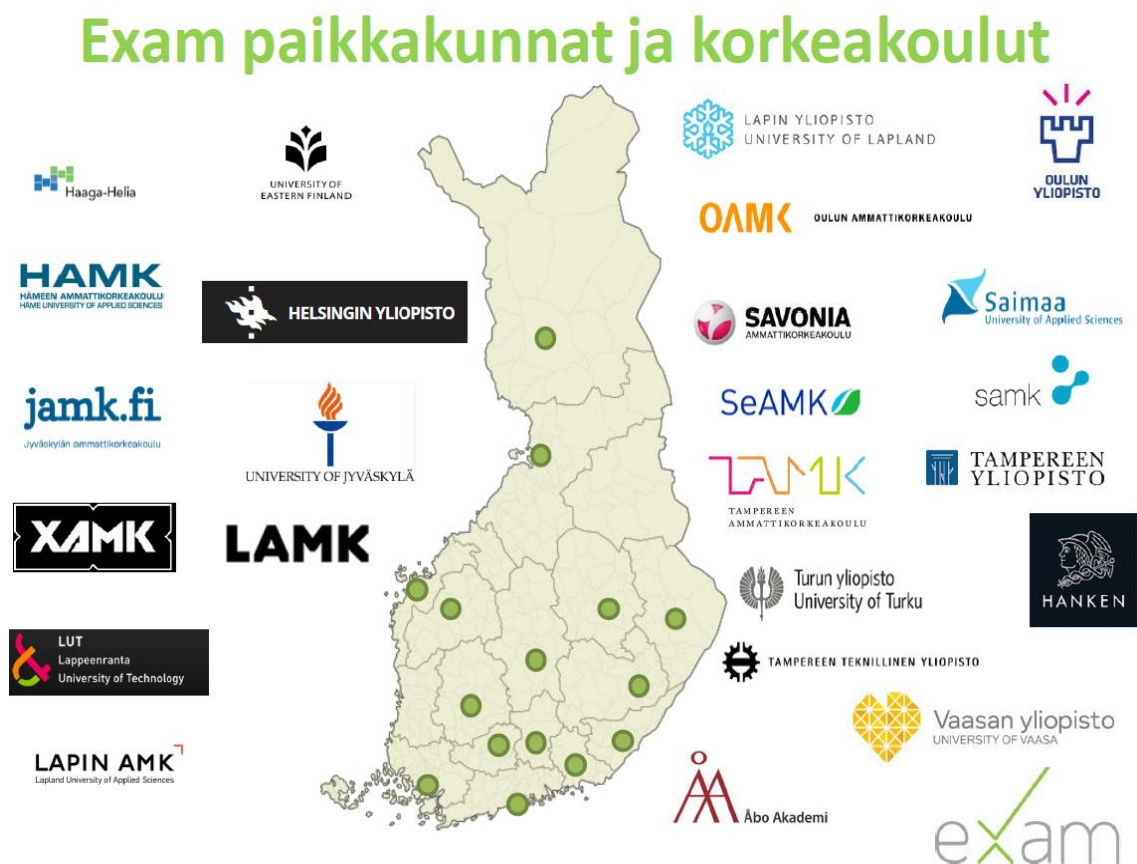 Exam paikkakunnat ja korkeakoulut
Haaga-Helia
UNIVERSITY OF
EASTERN FINLAND
HAMK
HÄMEEN AMMATTIKORKEAKOULU
HÄME UNIVERSITY OF APPLIED SCIENCES
HELSINGIN YLIOPISTO
jamk.fi
Jyväskylän ammattikorkeakoulu
UNIVERSITY OF JYVÄSKYLÄ
XAMK
LAMK
LUT
Lappeenranta
University of Technology
LAPIN AMK
Lapland University of Applied Sciences
LAPIN YLIOPISTO
UNIVERSITY OF LAPLAND
OULUN
YLIOPISTO
OAMK
OULUN AMMATTIKORKEAKOULU
SAVONIA
AMMATTIKORKEAKOULU
Saimaa
University of Applied Sciences
SeAMK
samk
TAMK
TAMPEREEN
AMMATTIKORKEAKOULU
TAMPEREEN
YLIOPISTO
Turun yliopisto
University of Turku
HANKEN
TAMPEREEN TEKNILLINEN YLIOPISTO
Vaasan yliopisto
UNIVERSITY OF VAASA
Åbo Akademi
exam